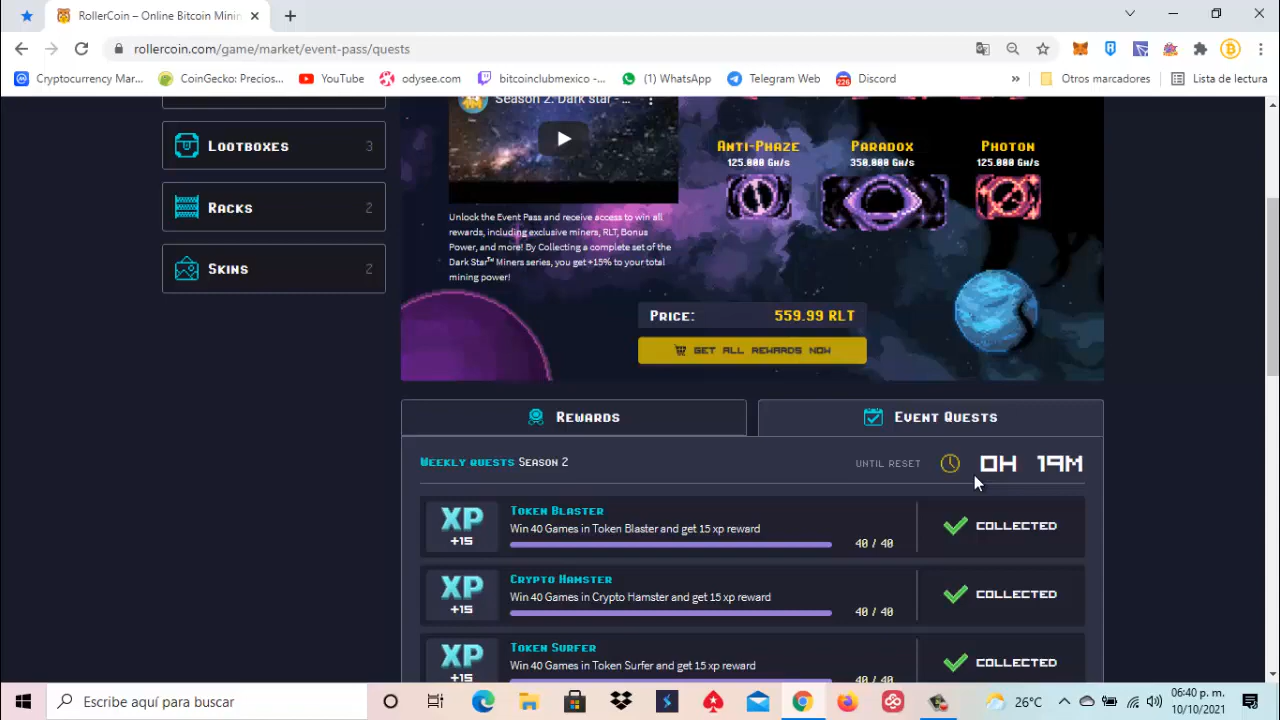 RollerCoin – Online Bitcoin Minin
rollercoin.com/game/market/event-pass/quests
Cryptocurrency Mar...
CoinGecko: Precios...
YouTube
odysee.com
bitcoinclubmexico -...
(1) WhatsApp
Telegram Web
226
Discord
»
Otros marcadores
Lista de lectura
Lootboxes 3
Racks 2
Skins 2
Season 2: Dark star - ...
Unlock the Event Pass and receive access to win all
rewards, including exclusive miners, RLT, Bonus
Power, and more! By Collecting a complete set of the
Dark Star™ Miners series, you get +15% to your total
mining power!
Anti-Phaze
125.000 Gh/s
Paradox
350.000 Gh/s
Photon
125.000 Gh/s
Price: 559.99 RLT
Get all rewards now
Rewards
Event Quests
Weekly quests Season 2
UNTIL RESET 0H 19M
XP
+15
Token Blaster
Win 40 Games in Token Blaster and get 15 xp reward
40 / 40
Collected
XP
+15
Crypto Hamster
Win 40 Games in Crypto Hamster and get 15 xp reward
40 / 40
Collected
XP
+15
Token Surfer
Win 40 Games in Token Surfer and get 15 xp reward
40 / 40
Collected
Escribe aquí para buscar
26°C
06:40 p. m.
10/10/2021